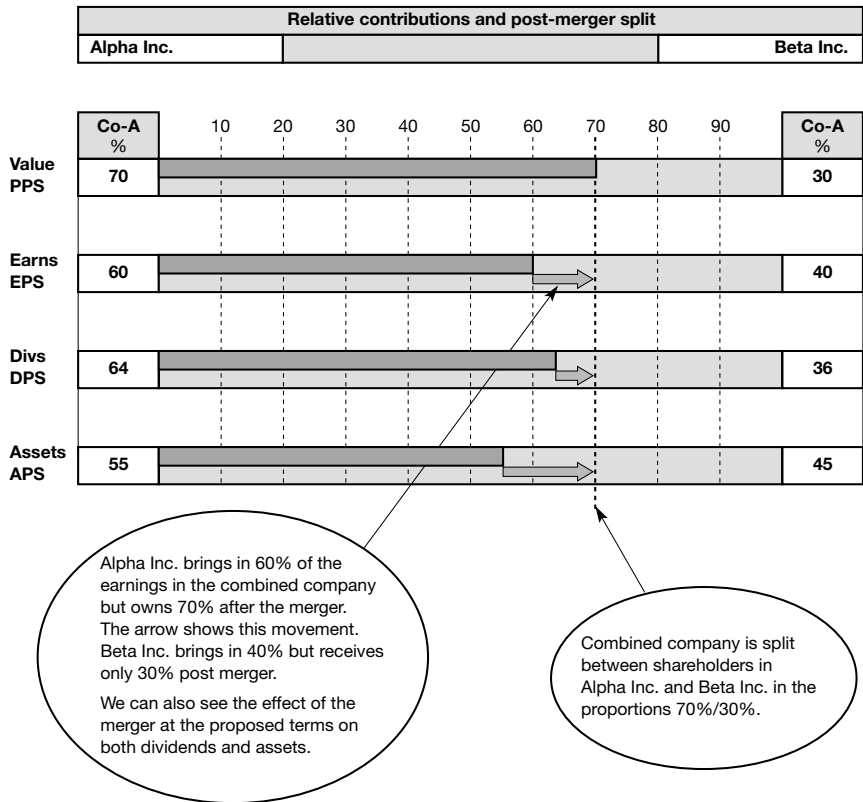 Relative contributions and post-merger split
Alpha Inc. Beta Inc.
Co-A 10 20 30 40 50 60 70 80 90 Co-A
% %
Value
PPS 70 30
Earns
EPS 60 40
Divs
DPS 64 36
Assets
APS 55 45
Alpha Inc. brings in 60% of the
earnings in the combined company
but owns 70% after the merger.
The arrow shows this movement.
Beta Inc. brings in 40% but receives
only 30% post merger.
We can also see the effect of the
merger at the proposed terms on
both dividends and assets.
Combined company is split
between shareholders in
Alpha Inc. and Beta Inc. in the
proportions 70%/30%.